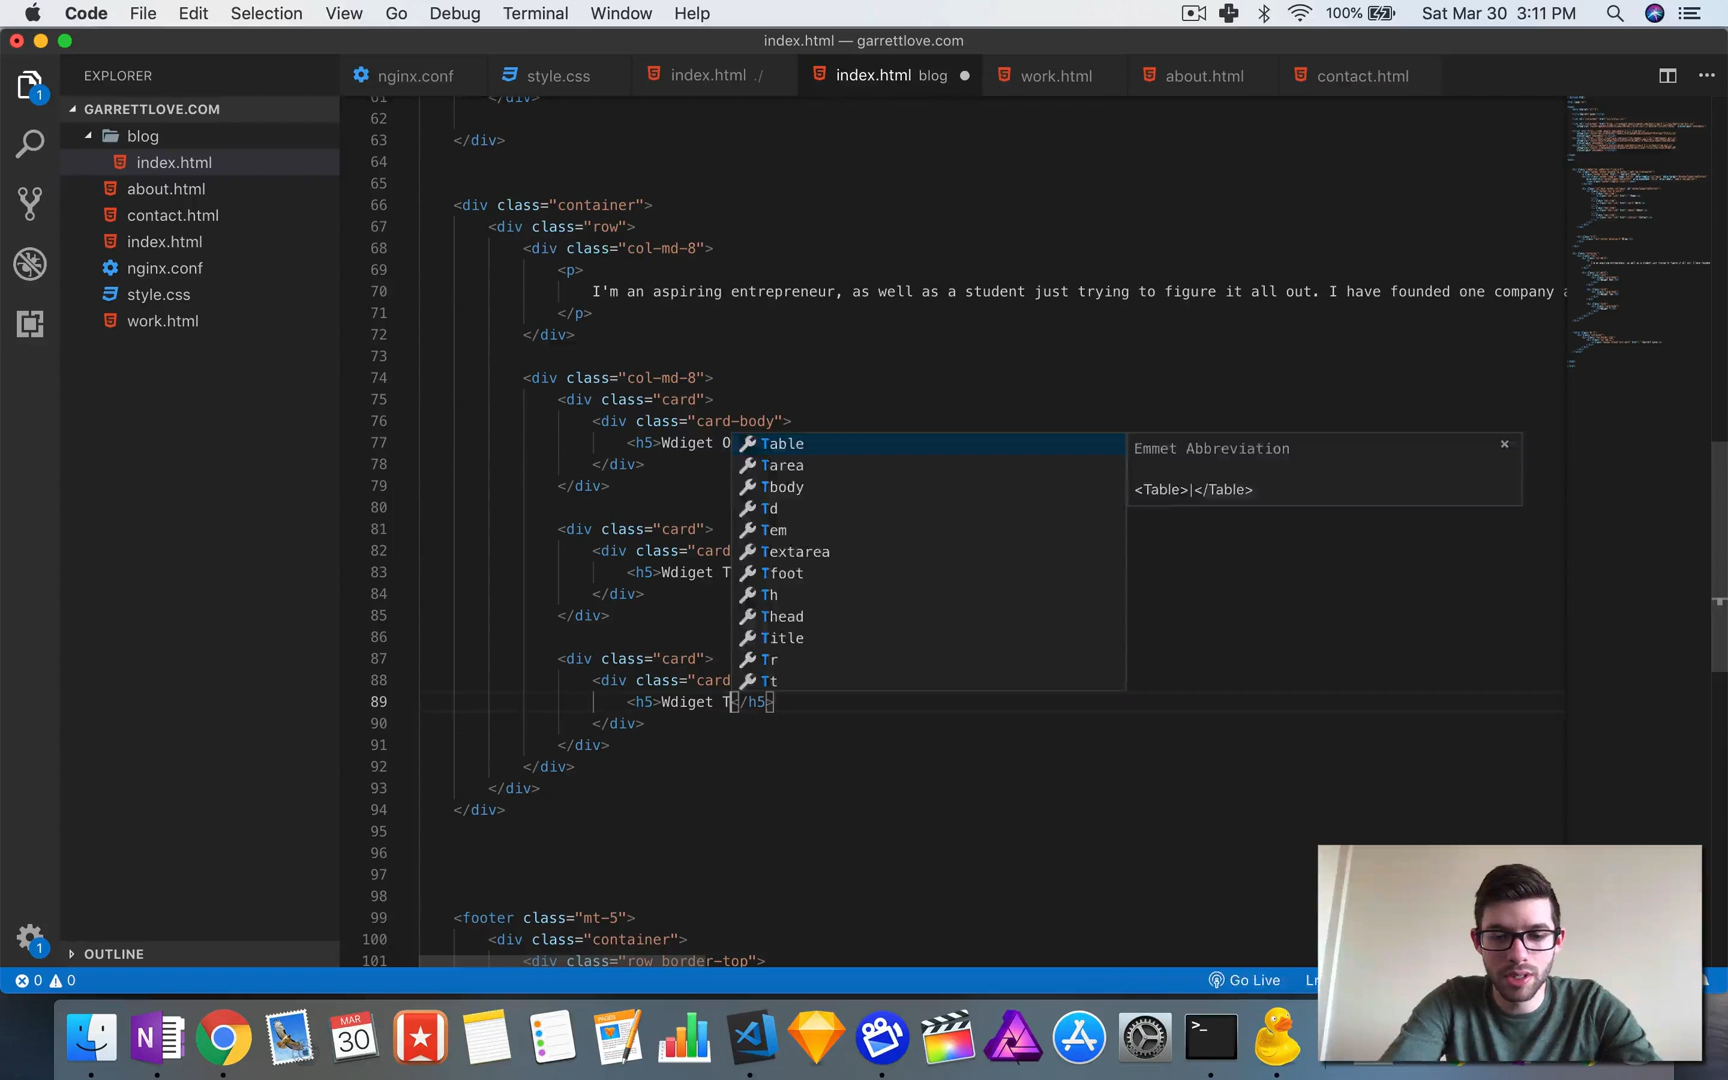 Code File Edit Selection View Go Debug Terminal Window Help 100% Sat Mar 30 3:11 PM
index.html — garrettlove.com
EXPLORER nginx.conf style.css index.html ./ index.html blog work.html about.html contact.html
1
GARRETTLOVE.COM
blog
index.html
about.html
contact.html
index.html
nginx.conf
style.css
work.html
61 </div>
62
63 </div>
64
65
66 <div class="container">
67 <div class="row">
68 <div class="col-md-8">
69 <p>
70 I'm an aspiring entrepreneur, as well as a student just trying to figure it all out. I have founded one company a
71 </p>
72 </div>
73
74 <div class="col-md-8">
75 <div class="card">
76 <div class="card-body">
77 <h5>Wdiget O
78 </div>
79 </div>
80
81 <div class="card">
82 <div class="card
83 <h5>Wdiget T
84 </div>
85 </div>
86
87 <div class="card">
88 <div class="card
89 <h5>Wdiget T</h5>
90 </div>
91 </div>
92 </div>
93 </div>
94 </div>
95
96
97
98
99 <footer class="mt-5">
100 <div class="container">
101 <div class="row border-top">
Table
Tarea
Tbody
Td
Tem
Textarea
Tfoot
Th
Thead
Title
Tr
Tt
Emmet Abbreviation
<Table>|</Table>
1
OUTLINE
0 0 Go Live
MAR
30
>_